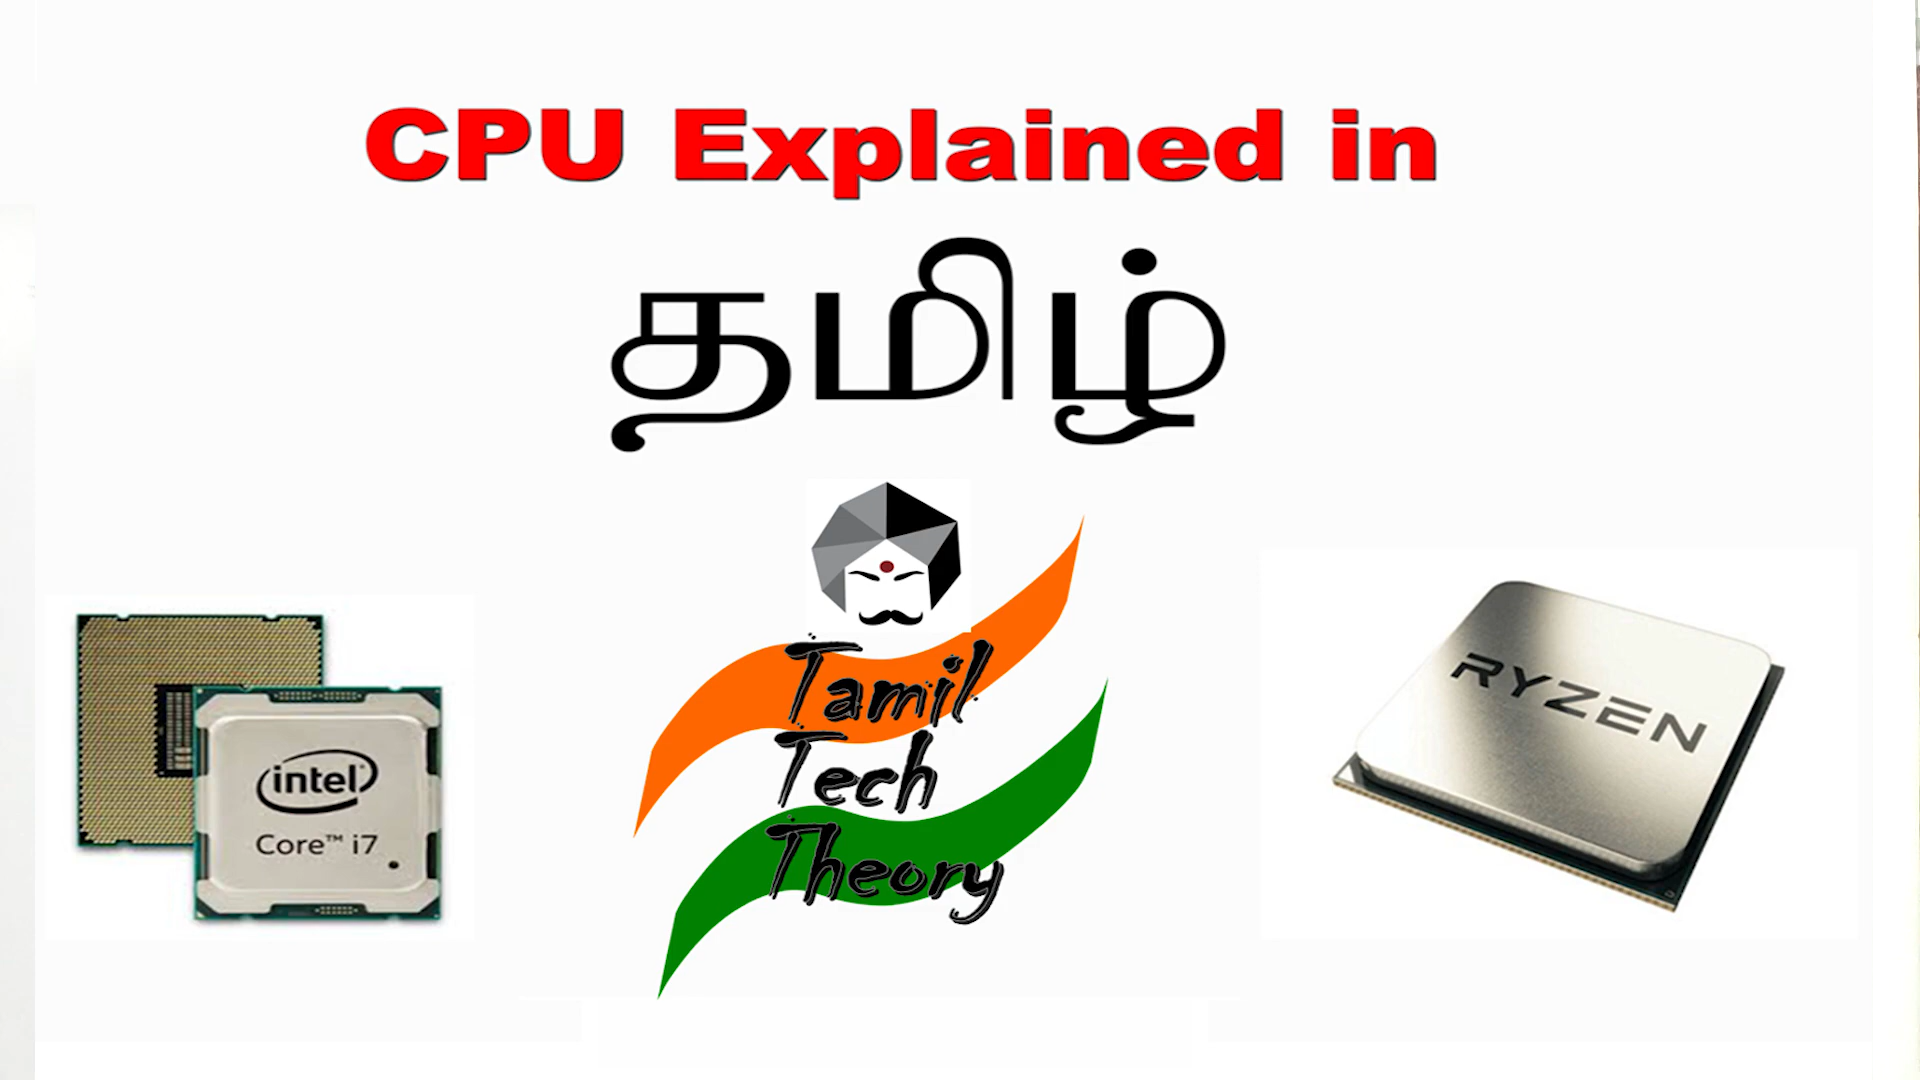 CPU Explained in
தமிழ்
Tamil
Tech
Theory
intel
Core™ i7
RYZEN